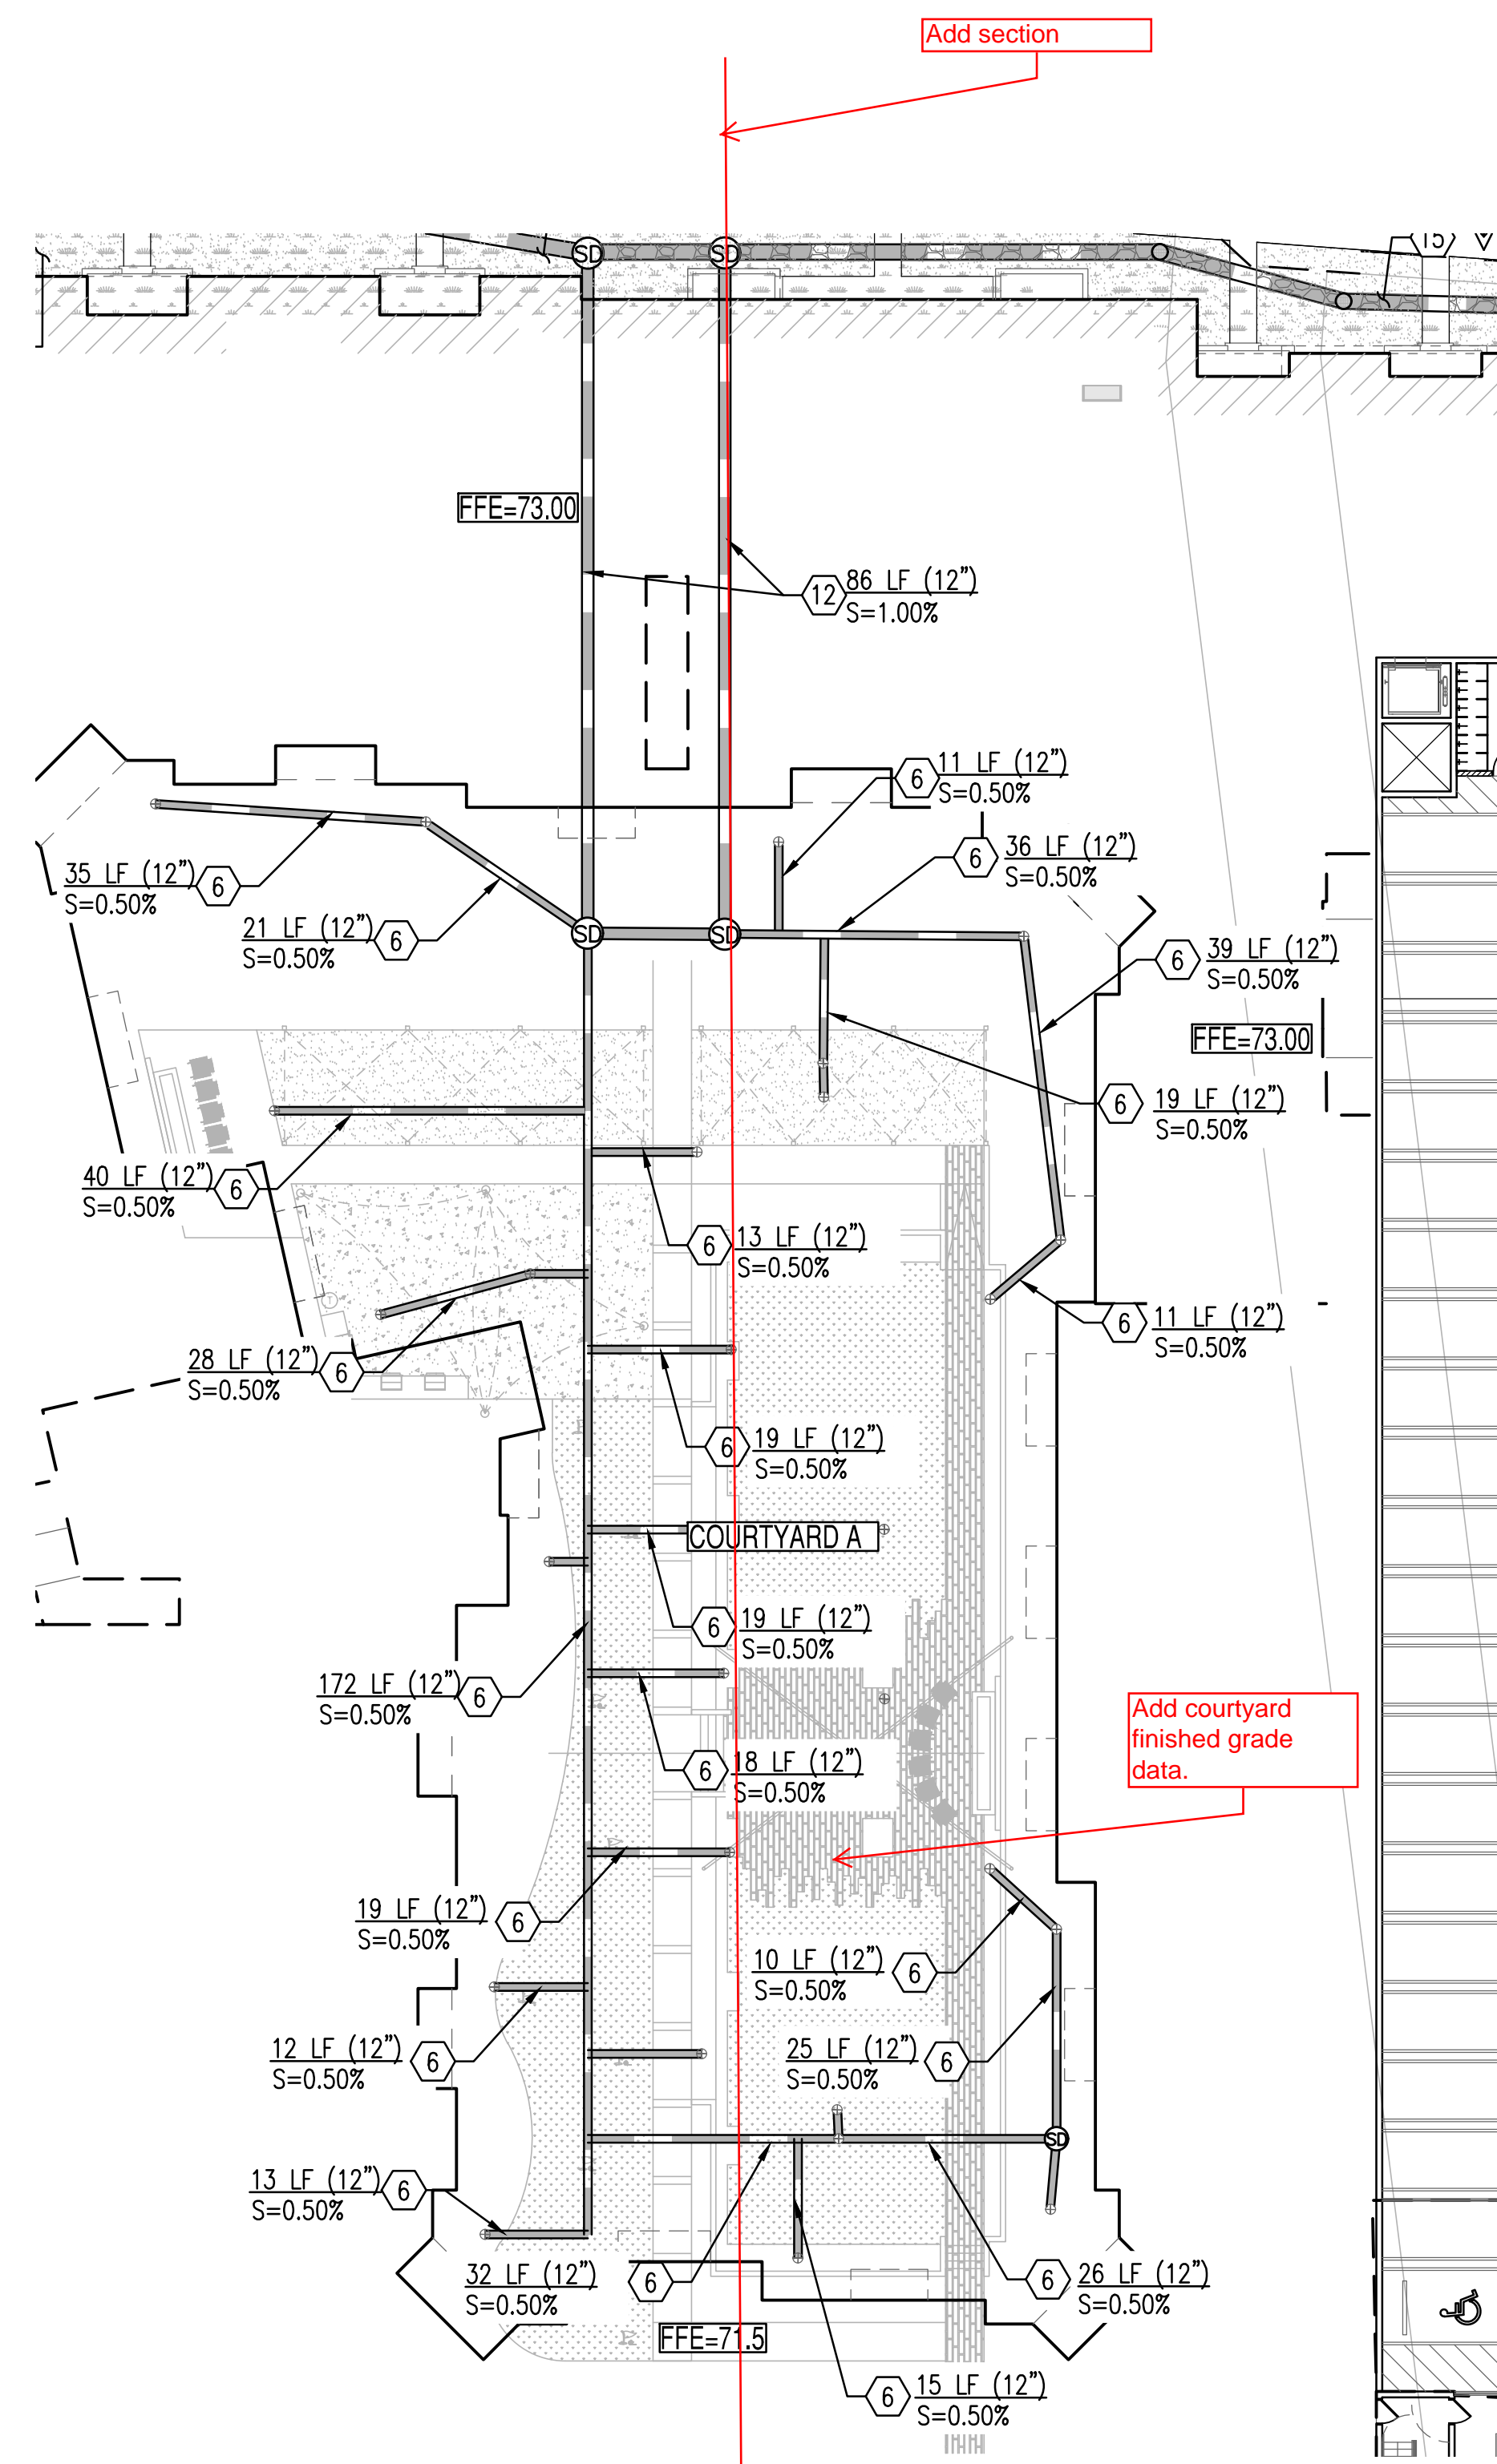 Add section
SD
SD
15
FFE=73.00
12
86 LF (12")
S=1.00%
6
11 LF (12")
S=0.50%
6
36 LF (12")
S=0.50%
35 LF (12")
S=0.50%
6
21 LF (12")
S=0.50%
6
SD
SD
6
39 LF (12")
S=0.50%
FFE=73.00
6
19 LF (12")
S=0.50%
40 LF (12")
S=0.50%
6
6
13 LF (12")
S=0.50%
6
11 LF (12")
S=0.50%
28 LF (12")
S=0.50%
6
6
19 LF (12")
S=0.50%
COURTYARD A
6
19 LF (12")
S=0.50%
172 LF (12")
S=0.50%
6
Add courtyard
finished grade
data.
6
18 LF (12")
S=0.50%
19 LF (12")
S=0.50%
6
10 LF (12")
S=0.50%
6
12 LF (12")
S=0.50%
6
25 LF (12")
S=0.50%
6
SD
13 LF (12")
S=0.50%
6
32 LF (12")
S=0.50%
6
6
26 LF (12")
S=0.50%
FFE=71.5
6
15 LF (12")
S=0.50%